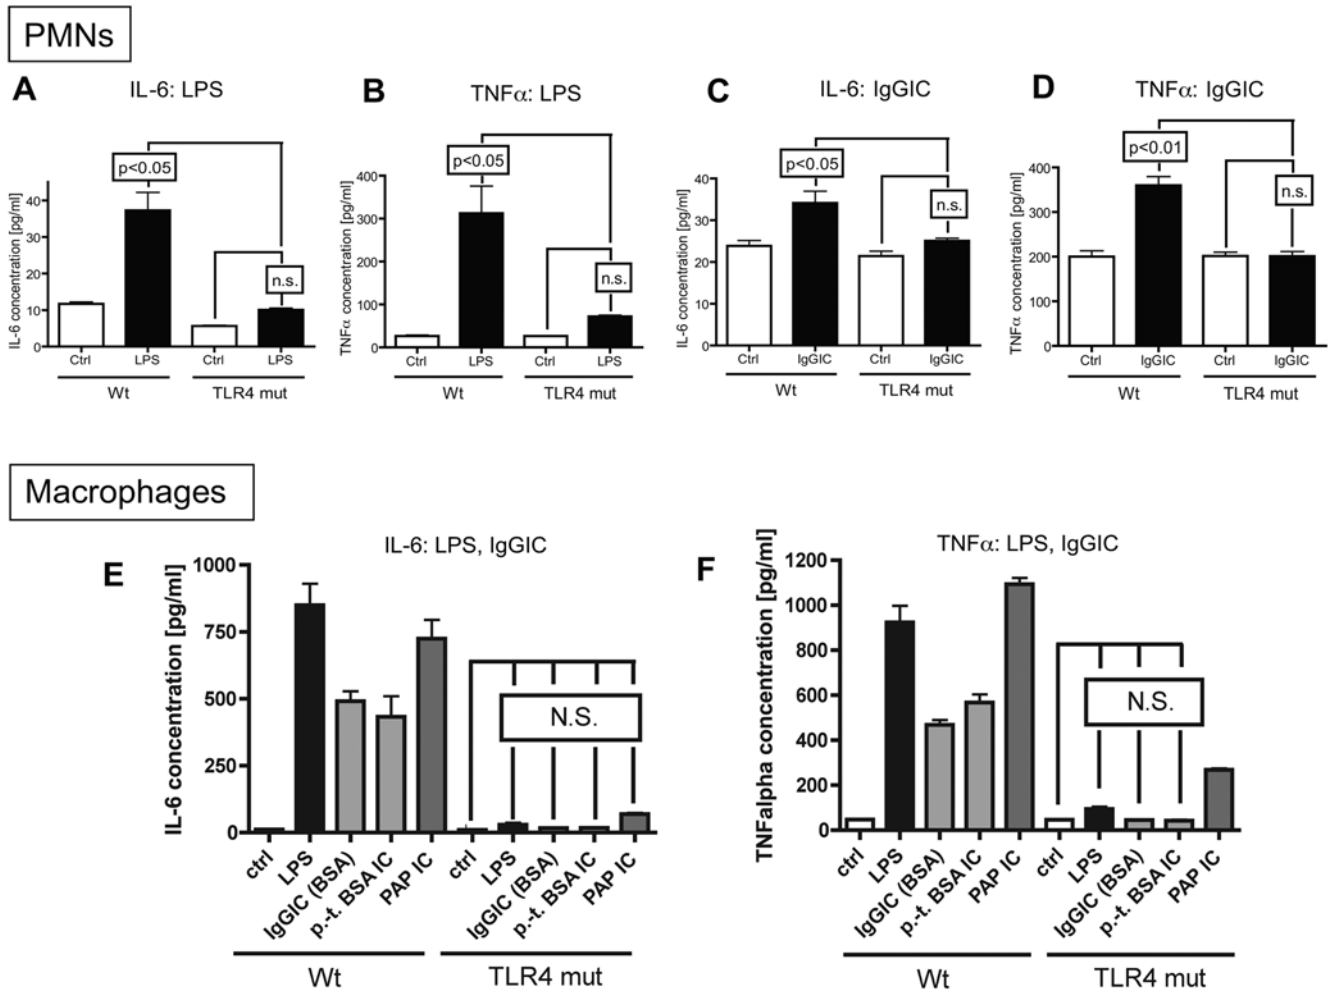 PMNs
A IL-6: LPS
IL-6 concentration [pg/ml]
40
30
20
10
0
p<0.05
n.s.
Ctrl LPS Ctrl LPS
Wt TLR4 mut
B TNFα: LPS
TNFα concentration [pg/ml]
400
300
200
100
0
p<0.05
n.s.
Ctrl LPS Ctrl LPS
Wt TLR4 mut
C IL-6: IgGIC
IL-6 concentration [pg/ml]
40
30
20
10
0
p<0.05
n.s.
Ctrl IgGIC Ctrl IgGIC
Wt TLR4 mut
D TNFα: IgGIC
TNFα concentration [pg/ml]
400
300
200
100
0
p<0.01
n.s.
Ctrl IgGIC Ctrl IgGIC
Wt TLR4 mut
Macrophages
E IL-6: LPS, IgGIC
IL-6 concentration [pg/ml]
1000
750
500
250
0
N.S.
ctrl LPS IgGIC (BSA) p.-t. BSA IC PAP IC ctrl LPS IgGIC (BSA) p.-t. BSA IC PAP IC
Wt TLR4 mut
F TNFα: LPS, IgGIC
TNFalpha concentration [pg/ml]
1200
1000
800
600
400
200
0
N.S.
ctrl LPS IgGIC (BSA) p.-t. BSA IC PAP IC ctrl LPS IgGIC (BSA) p.-t. BSA IC PAP IC
Wt TLR4 mut